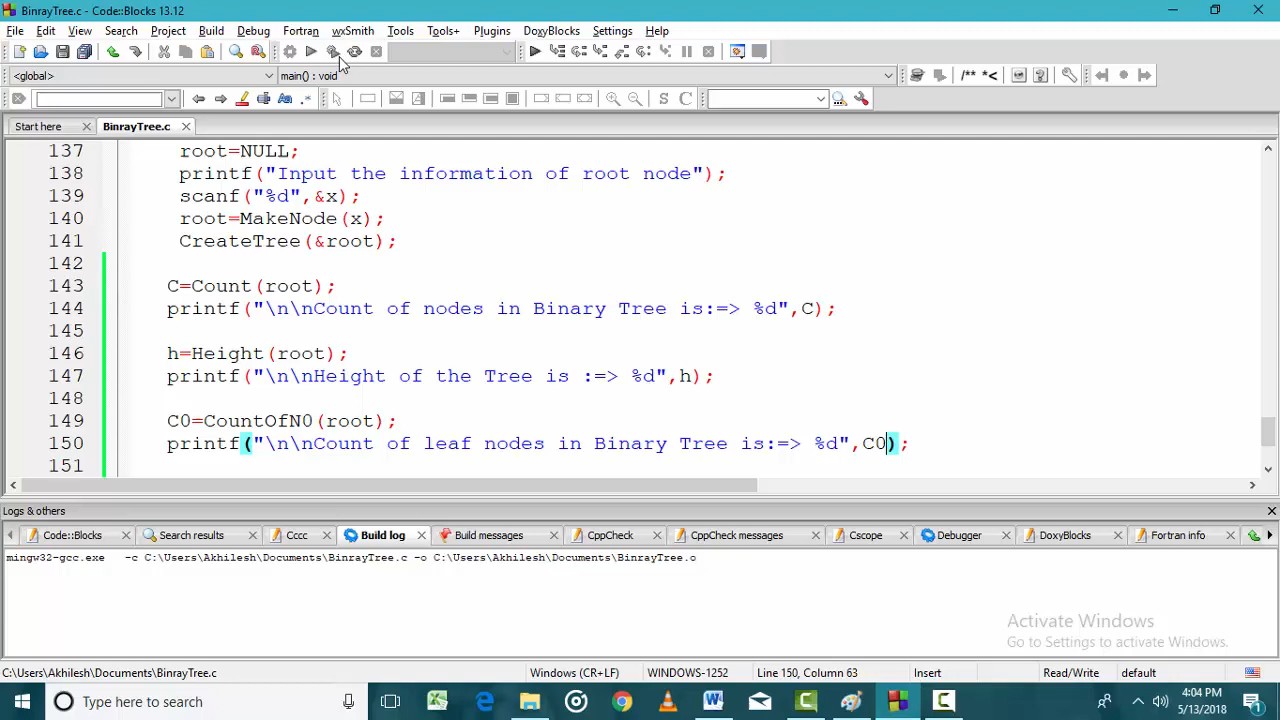 BinrayTree.c - Code::Blocks 13.12
File Edit View Search Project Build Debug Fortran wxSmith Tools Tools+ Plugins DoxyBlocks Settings Help
<global> main() : void
/** *<
Aa .* S C
Start here BinrayTree.c
137 root=NULL;
138 printf("Input the information of root node");
139 scanf("%d",&x);
140 root=MakeNode(x);
141 CreateTree(&root);
142
143 C=Count(root);
144 printf("\n\nCount of nodes in Binary Tree is:=> %d",C);
145
146 h=Height(root);
147 printf("\n\nHeight of the Tree is :=> %d",h);
148
149 C0=CountOfN0(root);
150 printf("\n\nCount of leaf nodes in Binary Tree is:=> %d",C0);
151
Logs & others
Code::Blocks Search results Cccc Build log Build messages CppCheck CppCheck messages Cscope Debugger DoxyBlocks Fortran info
mingw32-gcc.exe -c C:\Users\Akhilesh\Documents\BinrayTree.c -o C:\Users\Akhilesh\Documents\BinrayTree.o
Activate Windows
Go to Settings to activate Windows.
C:\Users\Akhilesh\Documents\BinrayTree.c Windows (CR+LF) WINDOWS-1252 Line 150, Column 63 Insert Read/Write default
Type here to search
4:04 PM
5/13/2018
1